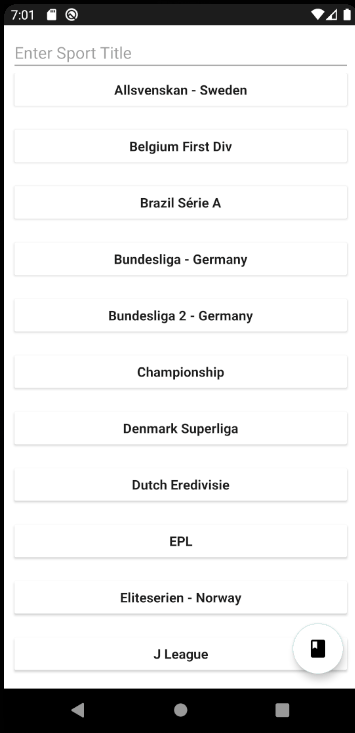 7:01
Enter Sport Title
Allsvenskan - Sweden
Belgium First Div
Brazil Série A
Bundesliga - Germany
Bundesliga 2 - Germany
Championship
Denmark Superliga
Dutch Eredivisie
EPL
Eliteserien - Norway
J League